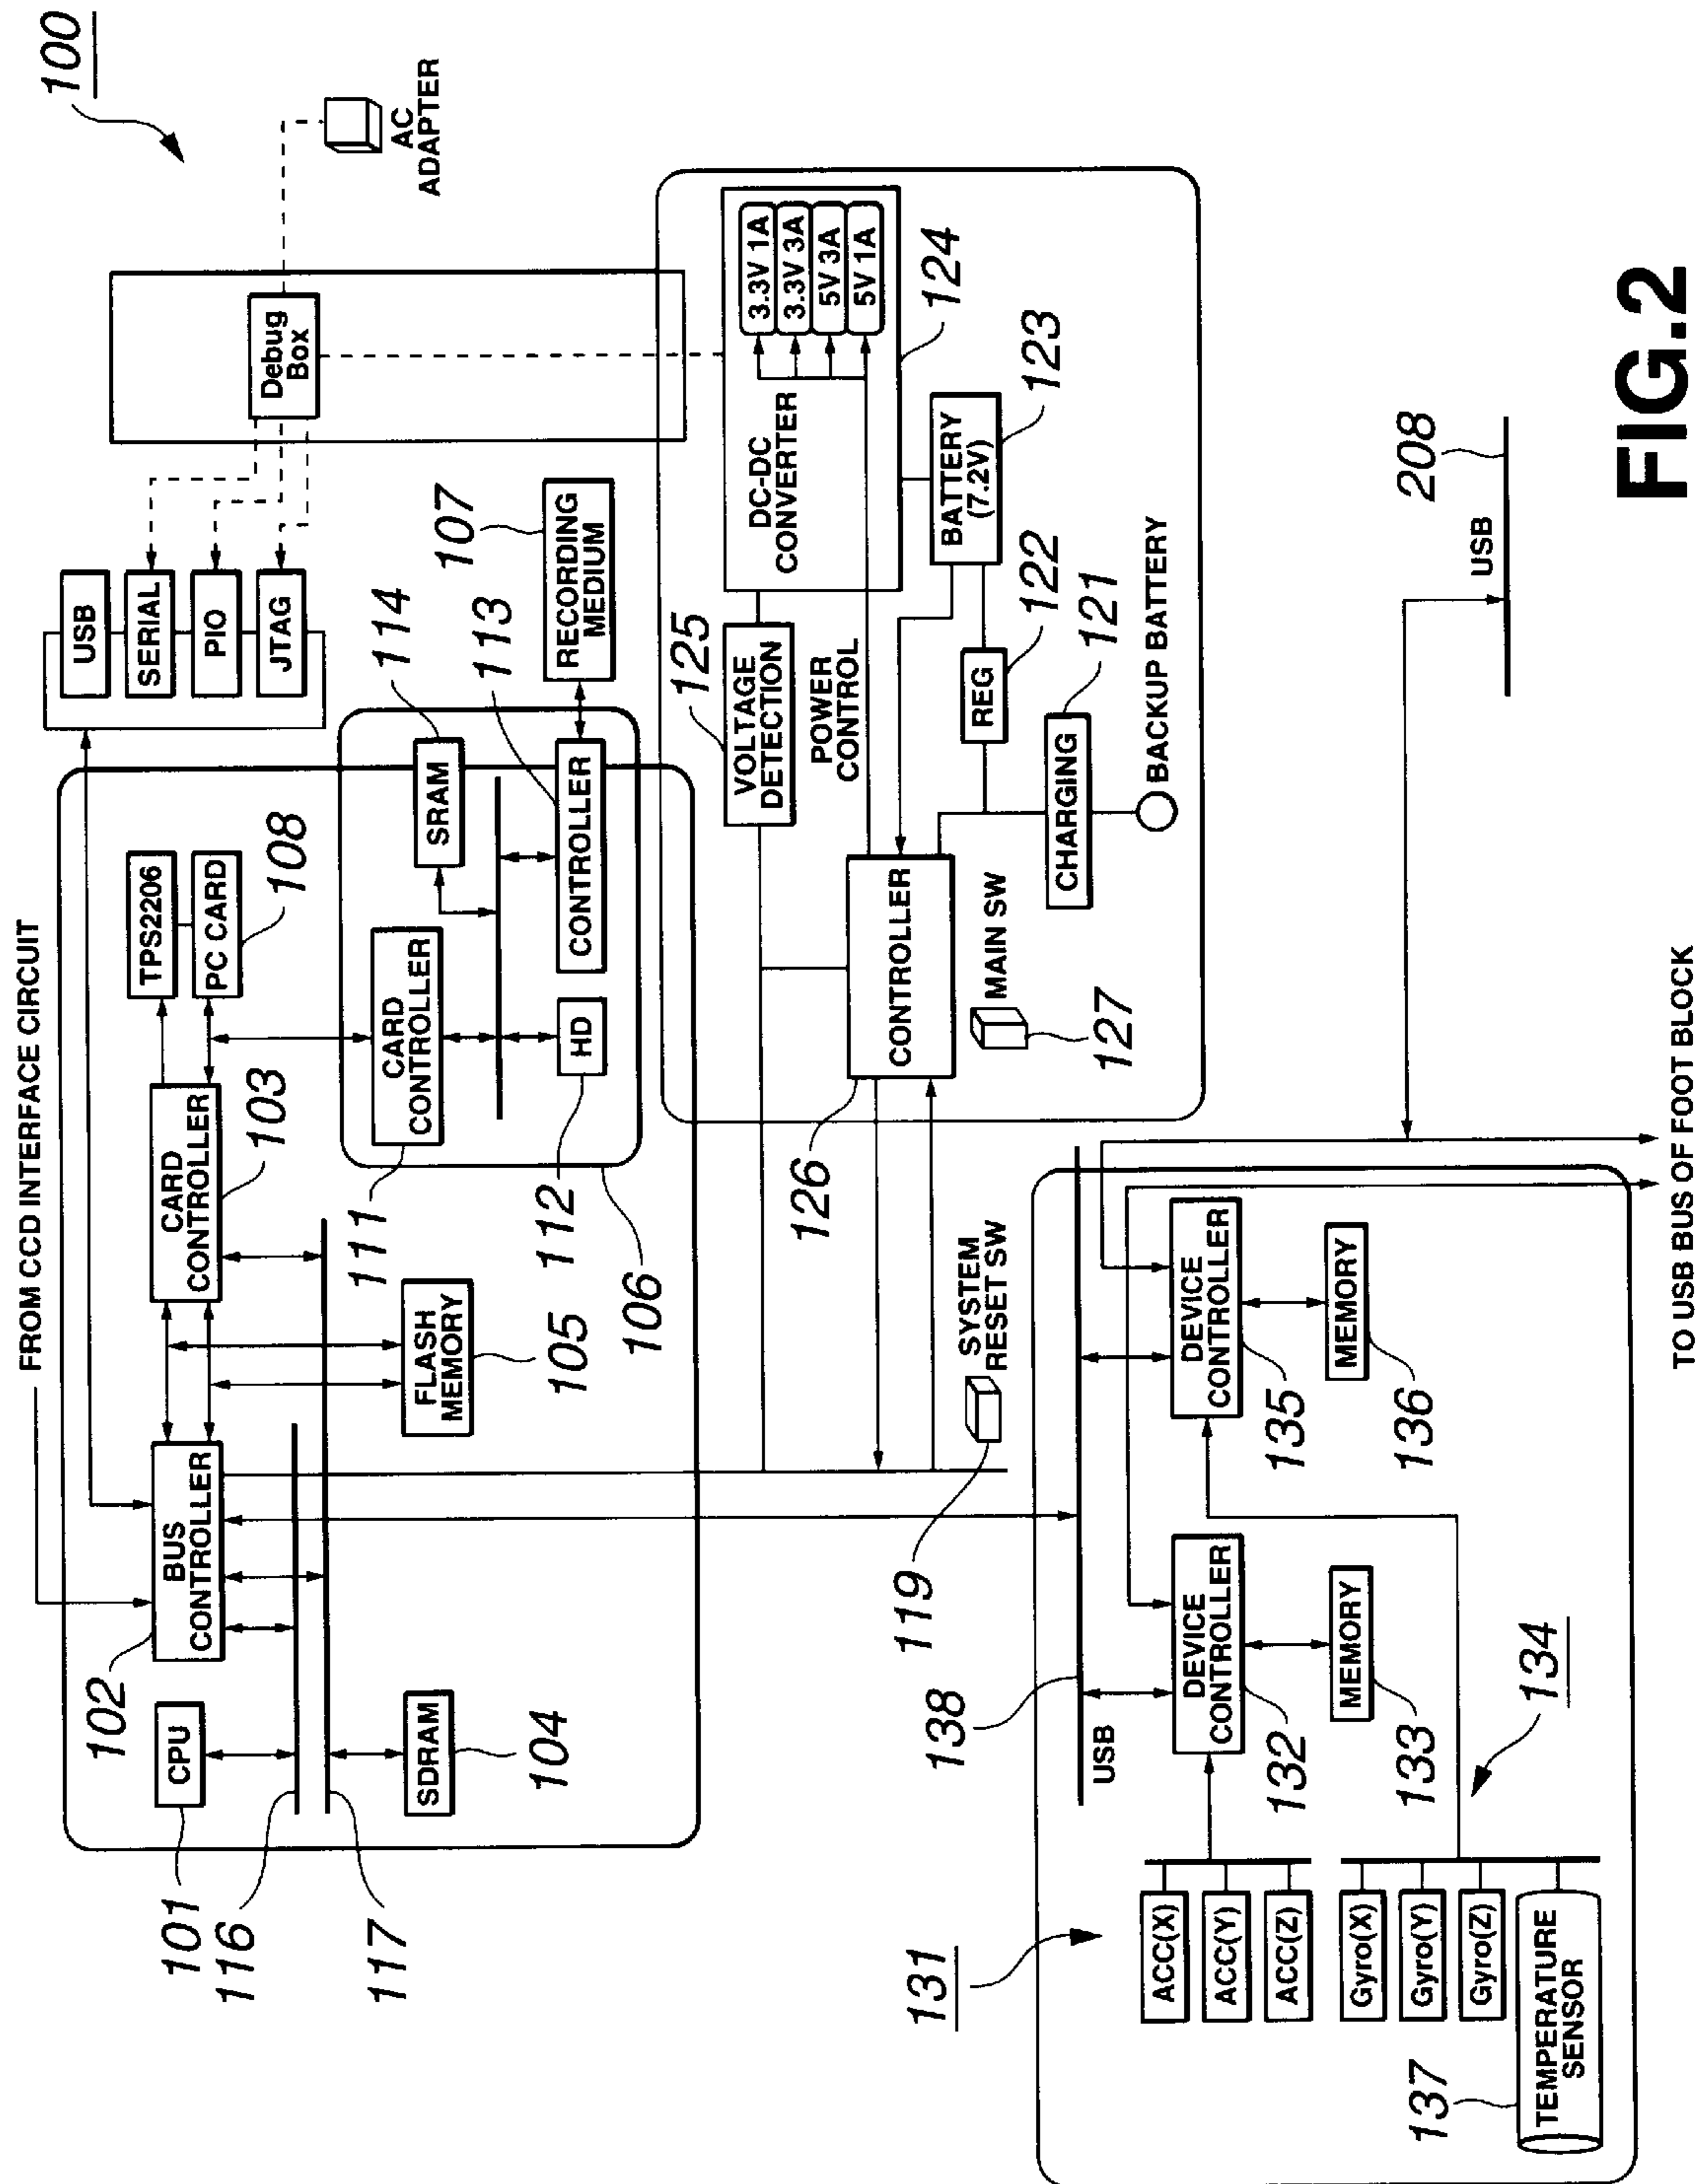 FROM CCD INTERFACE CIRCUIT
101
CPU
116
117
102
BUS
CONTROLLER
SDRAM
104
CARD
CONTROLLER
103
FLASH
MEMORY
105
TPS2206
PC CARD
108
CARD
CONTROLLER
111
HD
112
106
SRAM
114
CONTROLLER
113
RECORDING
MEDIUM
107
USB
SERIAL
PIO
JTAG
Debug
Box
AC
ADAPTER
100
VOLTAGE
DETECTION
125
POWER
CONTROL
DC-DC
CONVERTER
3.3V 1A
3.3V 3A
5V 3A
5V 1A
124
BATTERY
(7.2V)
123
REG
122
CHARGING
121
BACKUP BATTERY
CONTROLLER
126
MAIN SW
127
SYSTEM
RESET SW
119
131
ACC(X)
ACC(Y)
ACC(Z)
Gyro(X)
Gyro(Y)
Gyro(Z)
TEMPERATURE
SENSOR
137
134
138
USB
DEVICE
CONTROLLER
132
MEMORY
133
DEVICE
CONTROLLER
135
MEMORY
136
USB
208
TO USB BUS OF FOOT BLOCK
FIG.2